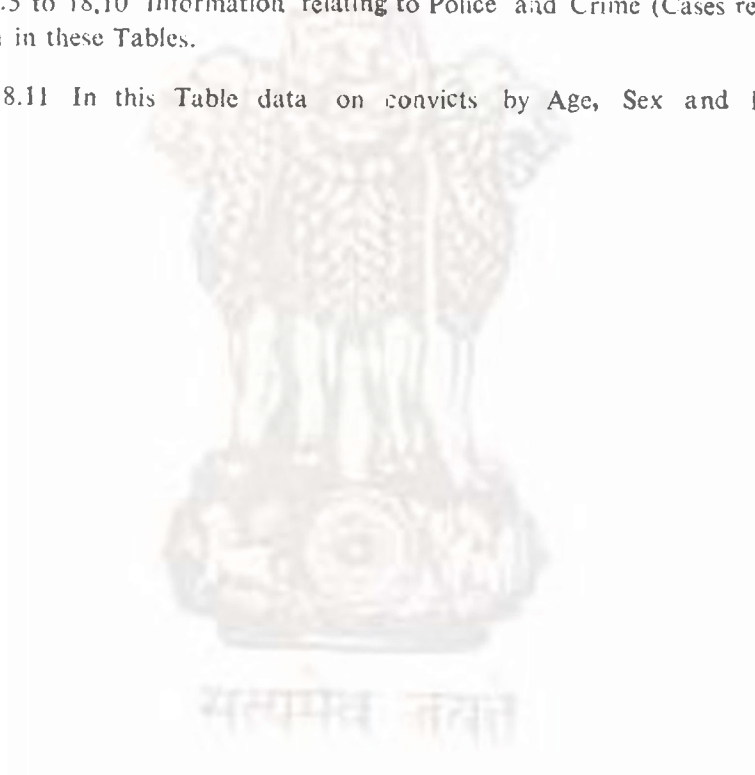 .5 to 18.10 Information relating to Police and Crime (Cases re
in these Tables.
8.11 In this Table data on convicts by Age, Sex and
सत्यमेव जयते